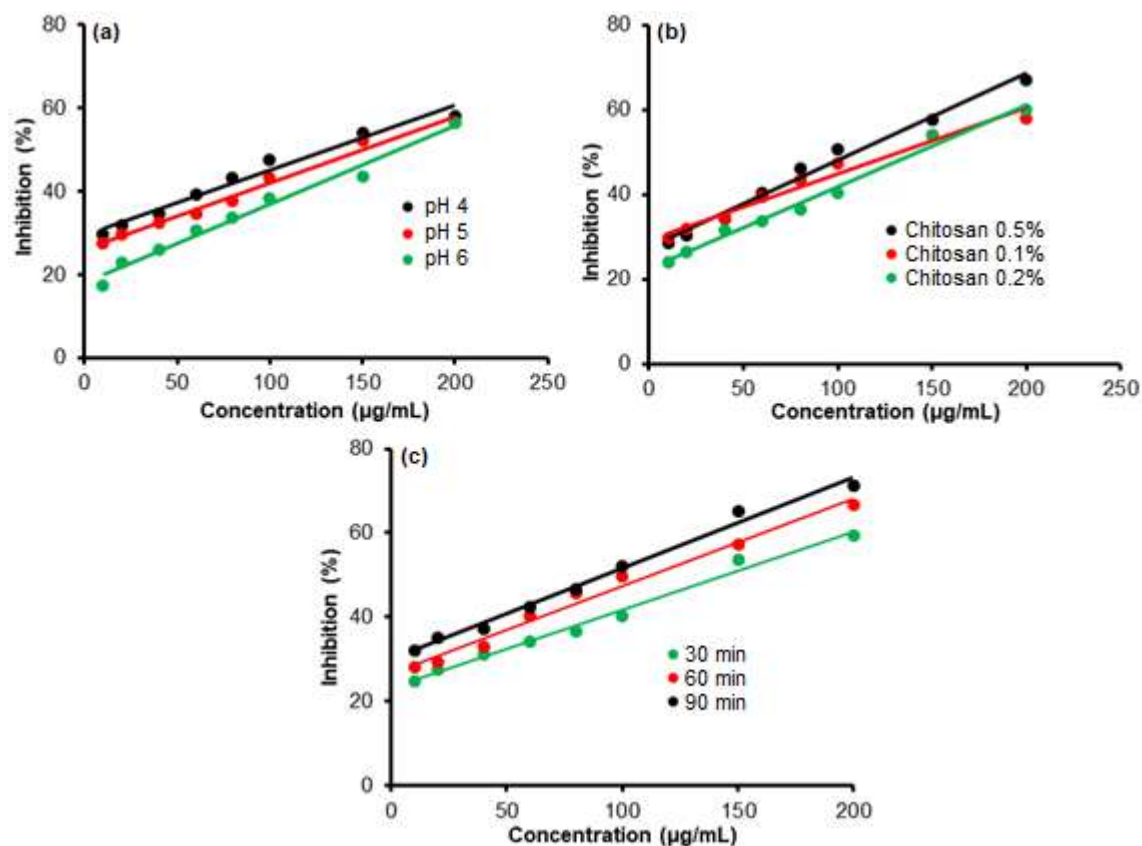 (a)
80
60
40
20
0
Inhibition (%)
pH 4
pH 5
pH 6
0 50 100 150 200 250
Concentration (µg/mL)
(b)
80
60
40
20
0
Inhibition (%)
Chitosan 0.5%
Chitosan 0.1%
Chitosan 0.2%
0 50 100 150 200 250
Concentration (µg/mL)
(c)
80
60
40
20
0
Inhibition (%)
30 min
60 min
90 min
0 50 100 150 200
Concentration (µg/mL)